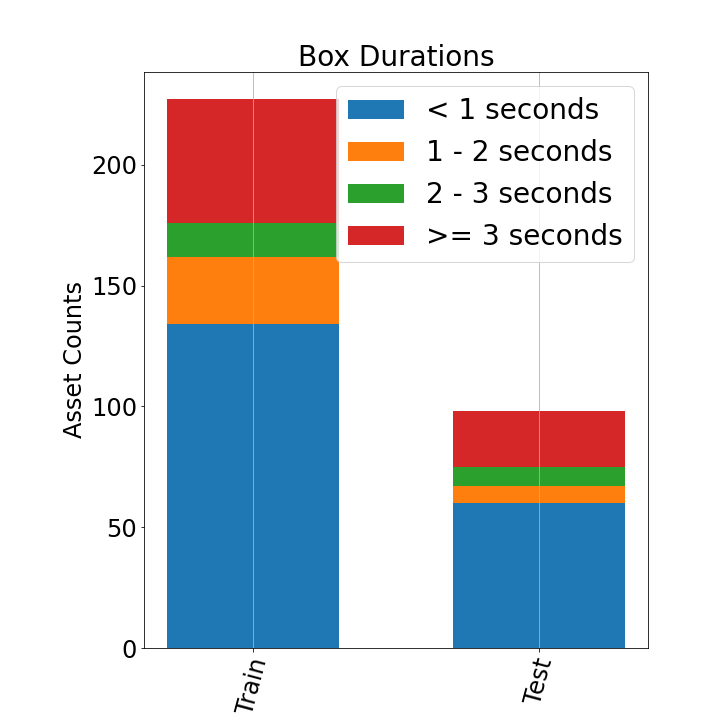 Box Durations
< 1 seconds
1 - 2 seconds
2 - 3 seconds
>= 3 seconds
Asset Counts
200
150
100
50
0
Train
Test